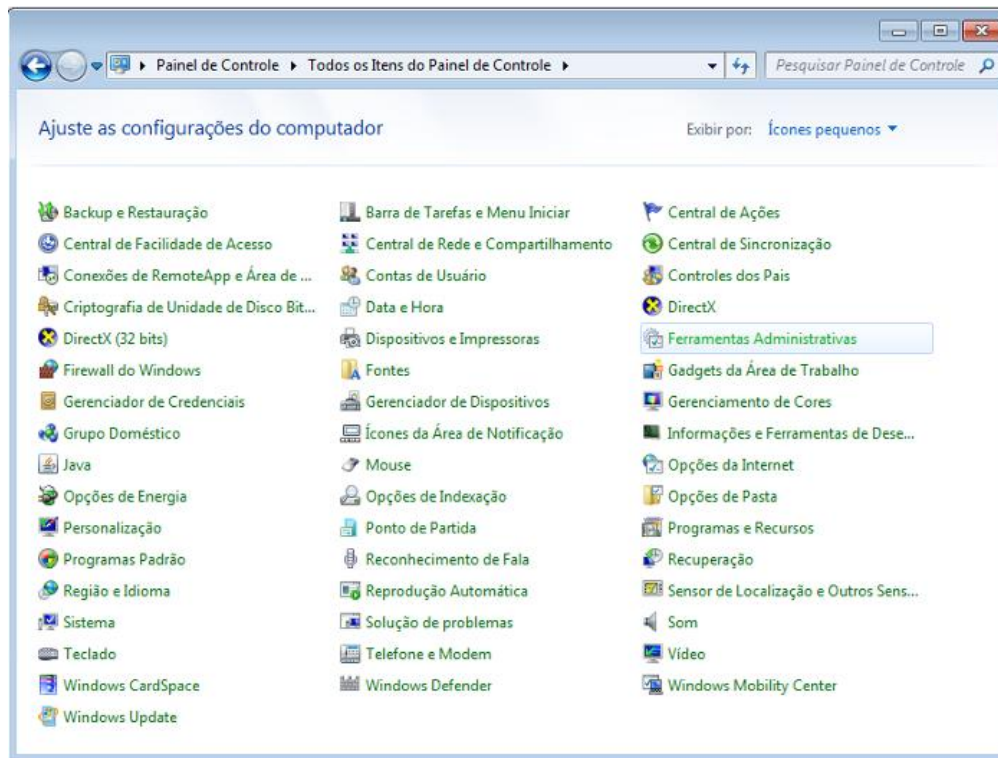 Painel de Controle Todos os Itens do Painel de Controle Pesquisar Painel de Controle
Ajuste as configurações do computador Exibir por: Ícones pequenos
Backup e Restauração Barra de Tarefas e Menu Iniciar Central de Ações
Central de Facilidade de Acesso Central de Rede e Compartilhamento Central de Sincronização
Conexões de RemoteApp e Área de ... Contas de Usuário Controles dos Pais
Criptografia de Unidade de Disco Bit... Data e Hora DirectX
DirectX (32 bits) Dispositivos e Impressoras Ferramentas Administrativas
Firewall do Windows Fontes Gadgets da Área de Trabalho
Gerenciador de Credenciais Gerenciador de Dispositivos Gerenciamento de Cores
Grupo Doméstico Ícones da Área de Notificação Informações e Ferramentas de Dese...
Java Mouse Opções da Internet
Opções de Energia Opções de Indexação Opções de Pasta
Personalização Ponto de Partida Programas e Recursos
Programas Padrão Reconhecimento de Fala Recuperação
Região e Idioma Reprodução Automática Sensor de Localização e Outros Sens...
Sistema Solução de problemas Som
Teclado Telefone e Modem Vídeo
Windows CardSpace Windows Defender Windows Mobility Center
Windows Update